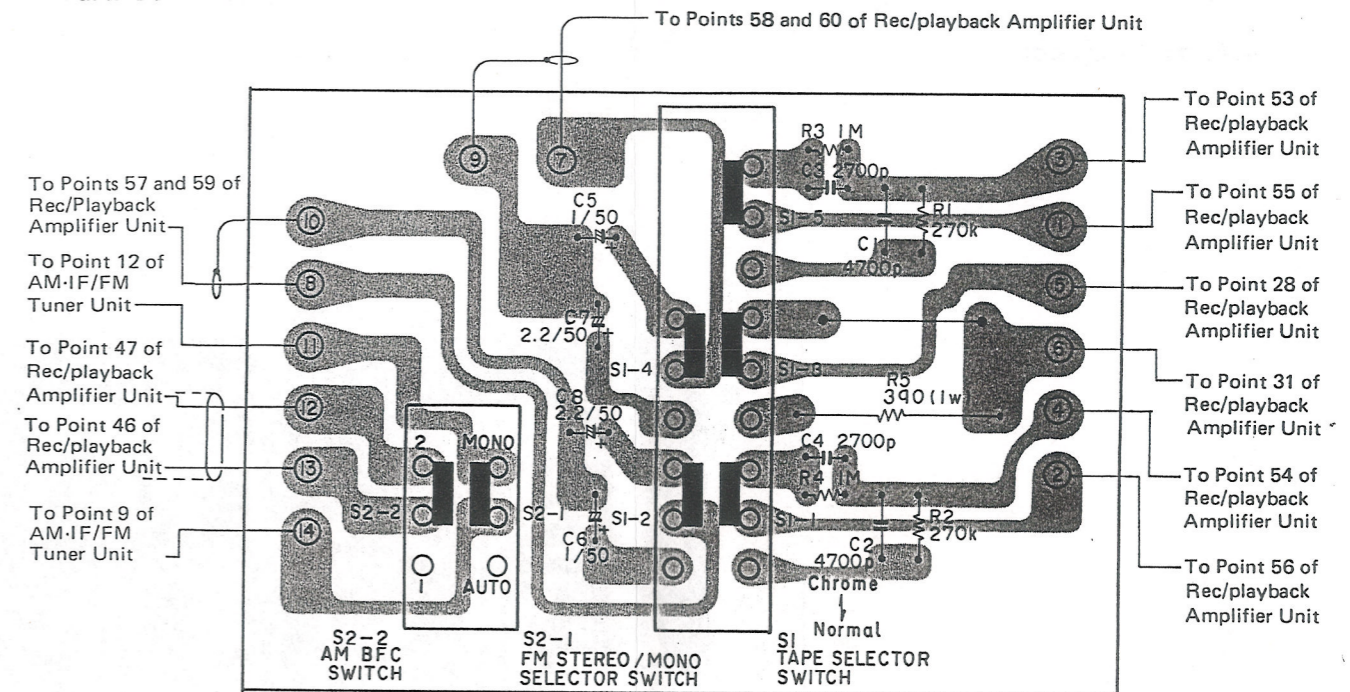 To Points 58 and 60 of Rec/playback Amplifier Unit
To Points 57 and 59 of
Rec/Playback
Amplifier Unit
To Point 12 of
AM·IF/FM
Tuner Unit
To Point 47 of
Rec/playback
Amplifier Unit
To Point 46 of
Rec/playback
Amplifier Unit
To Point 9 of
AM·IF/FM
Tuner Unit
9
7
10
8
11
12
13
14
C5
1/50
C7
2.2/50
+
S1-4
C8
2.2/50
+
2
MONO
S2-2
S2-1
S1-2
C6
1/50
+
1
AUTO
R3 1M
C3 2700p
S1-5
R1
270k
C1
4700p
S1-3
R5
390(1w)
C4 2700p
R4 1M
S1-1
R2
270k
C2
4700p
Chrome
Normal
3
1
5
6
4
2
S2-2
AM BFC
SWITCH
S2-1
FM STEREO/MONO
SELECTOR SWITCH
S1
TAPE SELECTOR
SWITCH
To Point 53 of
Rec/playback
Amplifier Unit
To Point 55 of
Rec/playback
Amplifier Unit
To Point 28 of
Rec/playback
Amplifier Unit
To Point 31 of
Rec/playback
Amplifier Unit
To Point 54 of
Rec/playback
Amplifier Unit
To Point 56 of
Rec/playback
Amplifier Unit